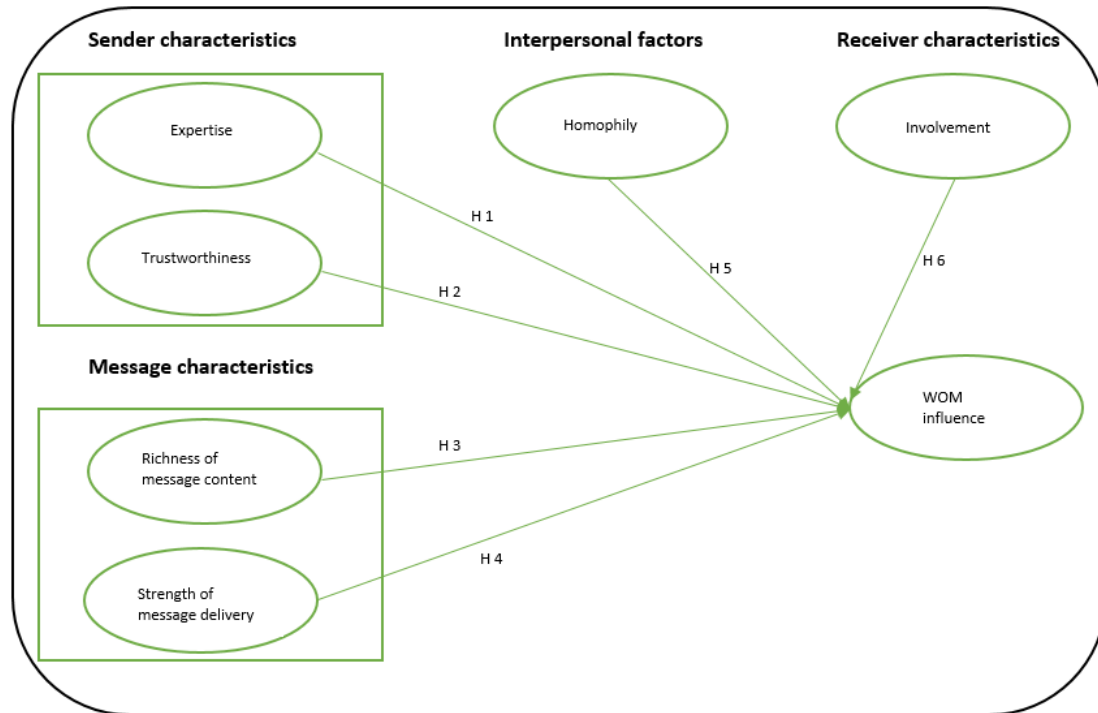 Sender characteristics
Interpersonal factors
Receiver characteristics
Expertise
Homophily
Involvement
H 1
Trustworthiness
H 5
H 6
H 2
Message characteristics
WOM
influence
H 3
Richness of
message content
H 4
Strength of
message delivery